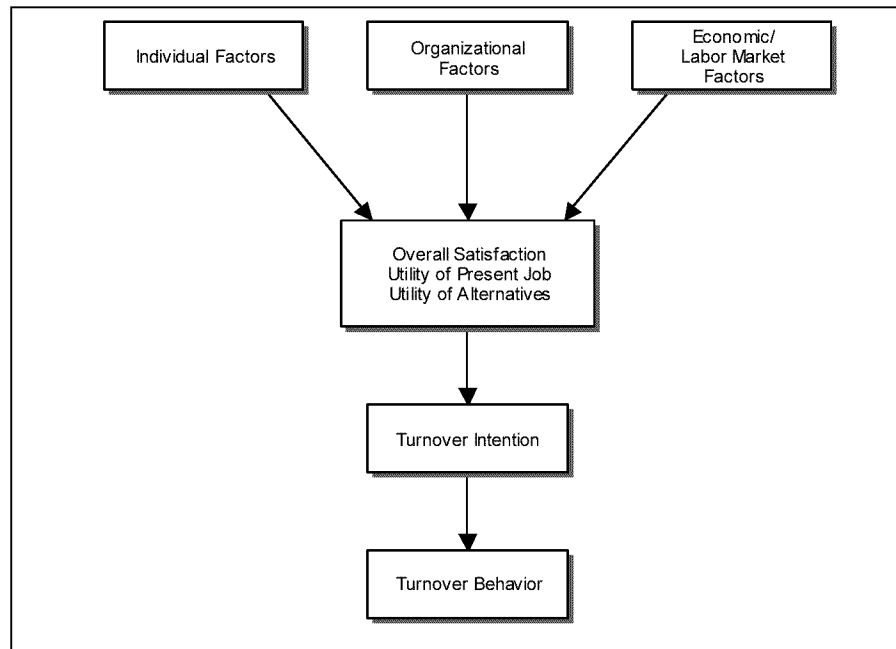 Individual Factors
Organizational
Factors
Economic/
Labor Market
Factors
Overall Satisfaction
Utility of Present Job
Utility of Alternatives
Turnover Intention
Turnover Behavior